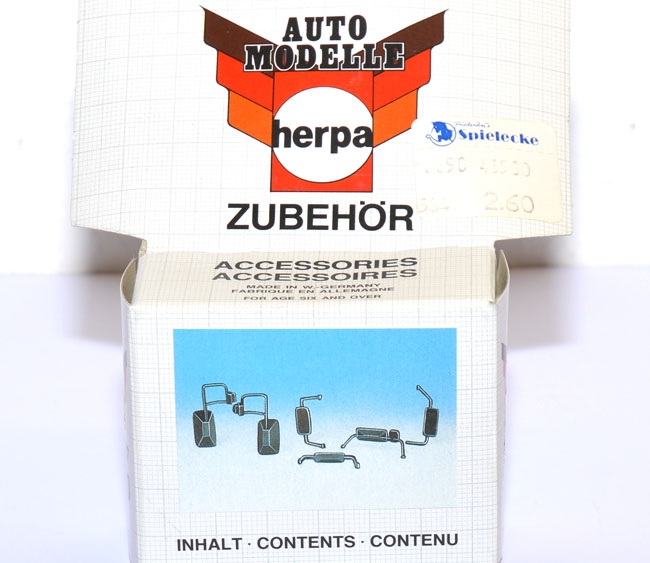 AUTO
MODELLE
herpa
Spielecke
2.60
ZUBEHÖR
ACCESSORIES
ACCESSOIRES
MADE IN W.-GERMANY
FABRIQUE EN ALLEMAGNE
FOR AGE SIX AND OVER
INHALT · CONTENTS · CONTENU